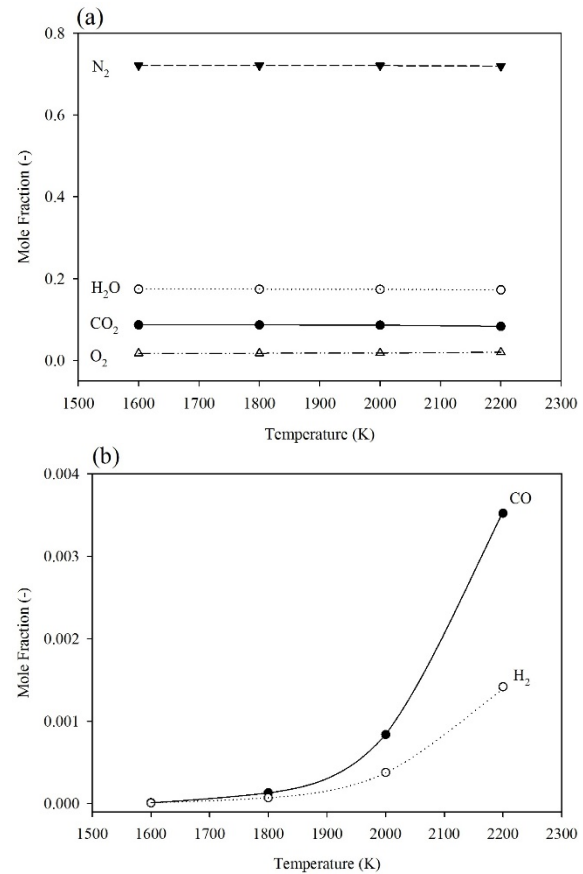 (a)
0.8
N₂
0.6
Mole Fraction (-)
0.4
H₂O
0.2
CO₂
O₂
0.0
1500 1600 1700 1800 1900 2000 2100 2200 2300
Temperature (K)
(b)
0.004
CO
0.003
Mole Fraction (-)
0.002
H₂
0.001
0.000
1500 1600 1700 1800 1900 2000 2100 2200 2300
Temperature (K)